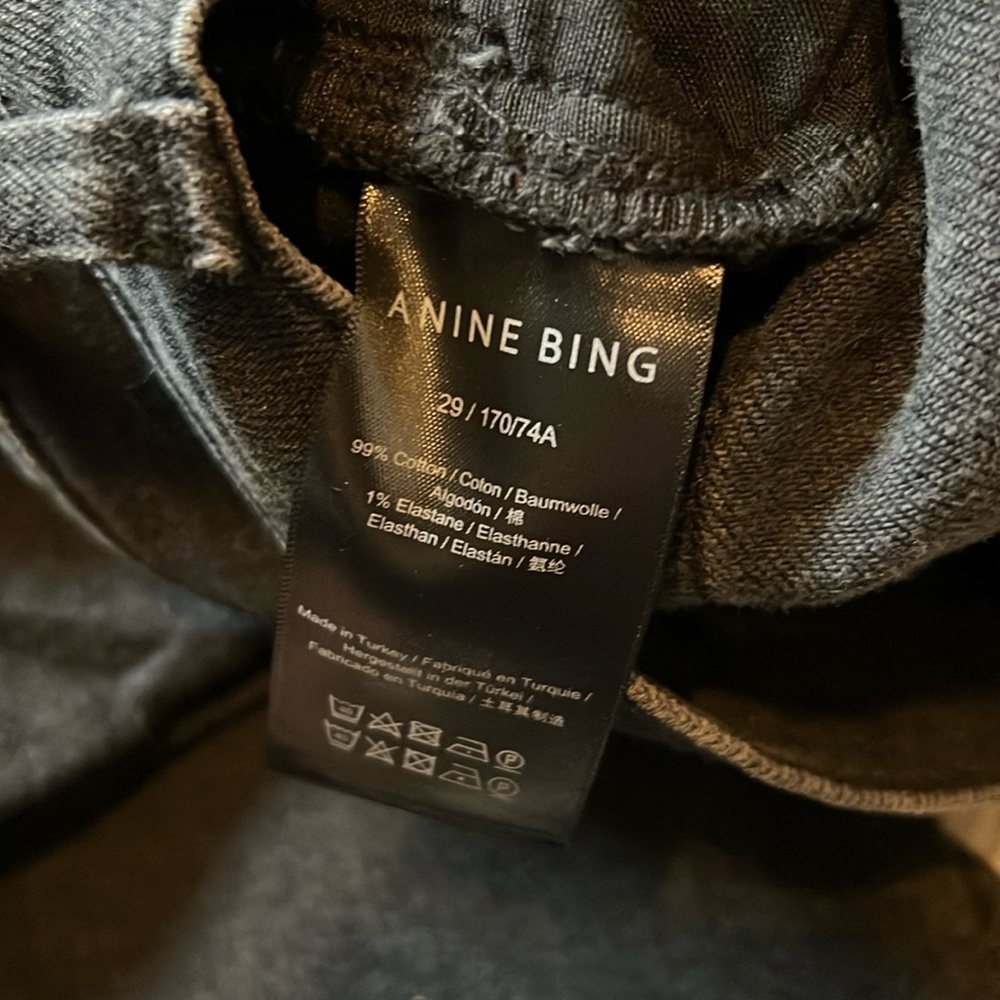 ANINE BING
29 / 170/74A
99% Cotton / Colon / Baumwolle /
Algodón / 棉
1% Elastane / Elasthanne /
Elasthan / Elastán / 氨纶
Made in Turkey / Fabriqué en Turquie /
Hergestellt in der Türkei /
Fabricado en Turquía / 土耳其制造
P
P